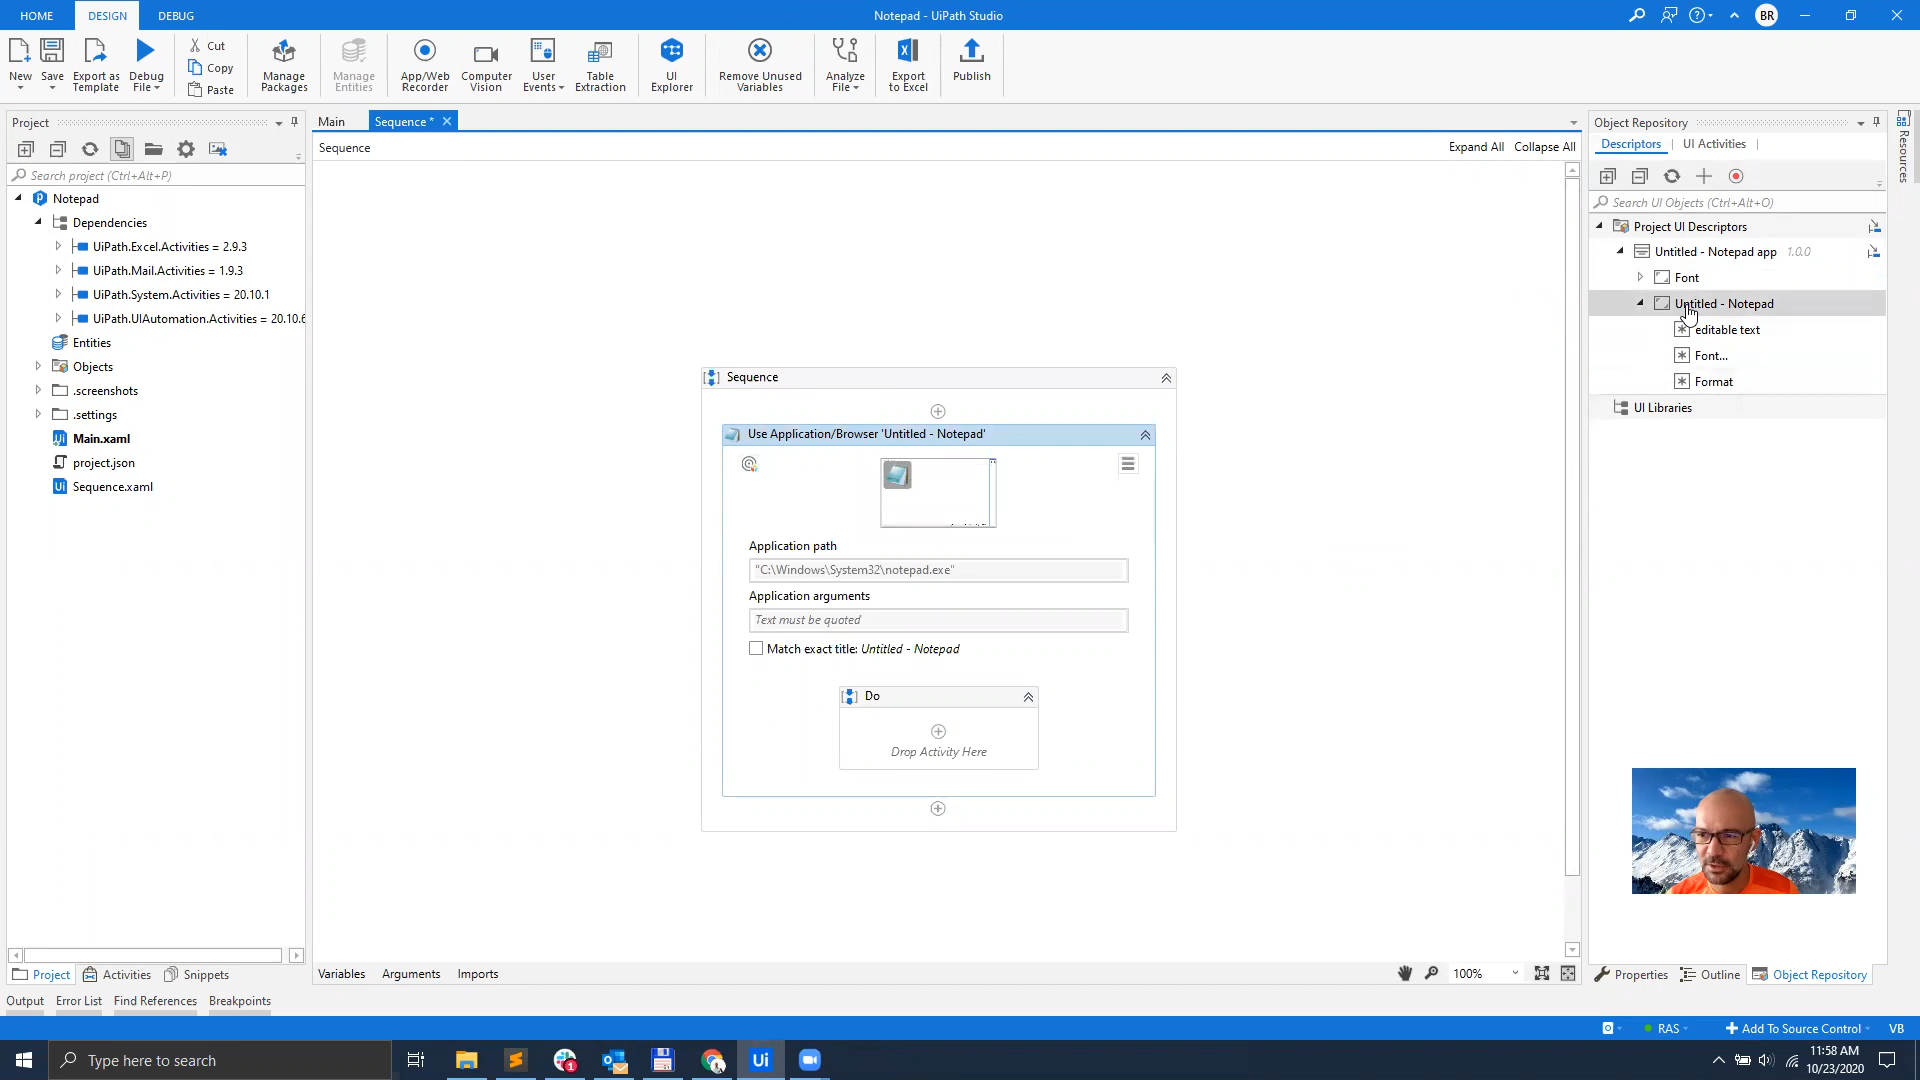 HOME DESIGN DEBUG Notepad - UiPath Studio BR
New Save Export as Template Debug File Cut Copy Paste Manage Packages Manage Entities App/Web Recorder Computer Vision User Events Table Extraction UI Explorer Remove Unused Variables Analyze File Export to Excel Publish
Project
Search project (Ctrl+Alt+P)
Notepad
Dependencies
UiPath.Excel.Activities = 2.9.3
UiPath.Mail.Activities = 1.9.3
UiPath.System.Activities = 20.10.1
UiPath.UIAutomation.Activities = 20.10.6
Entities
Objects
.screenshots
.settings
Main.xaml
project.json
Sequence.xaml
Project Activities Snippets
Main Sequence *
Sequence Expand All Collapse All
Sequence
Use Application/Browser 'Untitled - Notepad'
Application path
"C:\Windows\System32\notepad.exe"
Application arguments
Text must be quoted
Match exact title: Untitled - Notepad
Do
Drop Activity Here
Variables Arguments Imports 100%
Object Repository
Descriptors UI Activities
Search UI Objects (Ctrl+Alt+O)
Project UI Descriptors
Untitled - Notepad app 1.0.0
Font
Untitled - Notepad
editable text
Font...
Format
UI Libraries
Resources
Properties Outline Object Repository
Output Error List Find References Breakpoints
RAS Add To Source Control VB
Type here to search
Ui
11:58 AM
10/23/2020